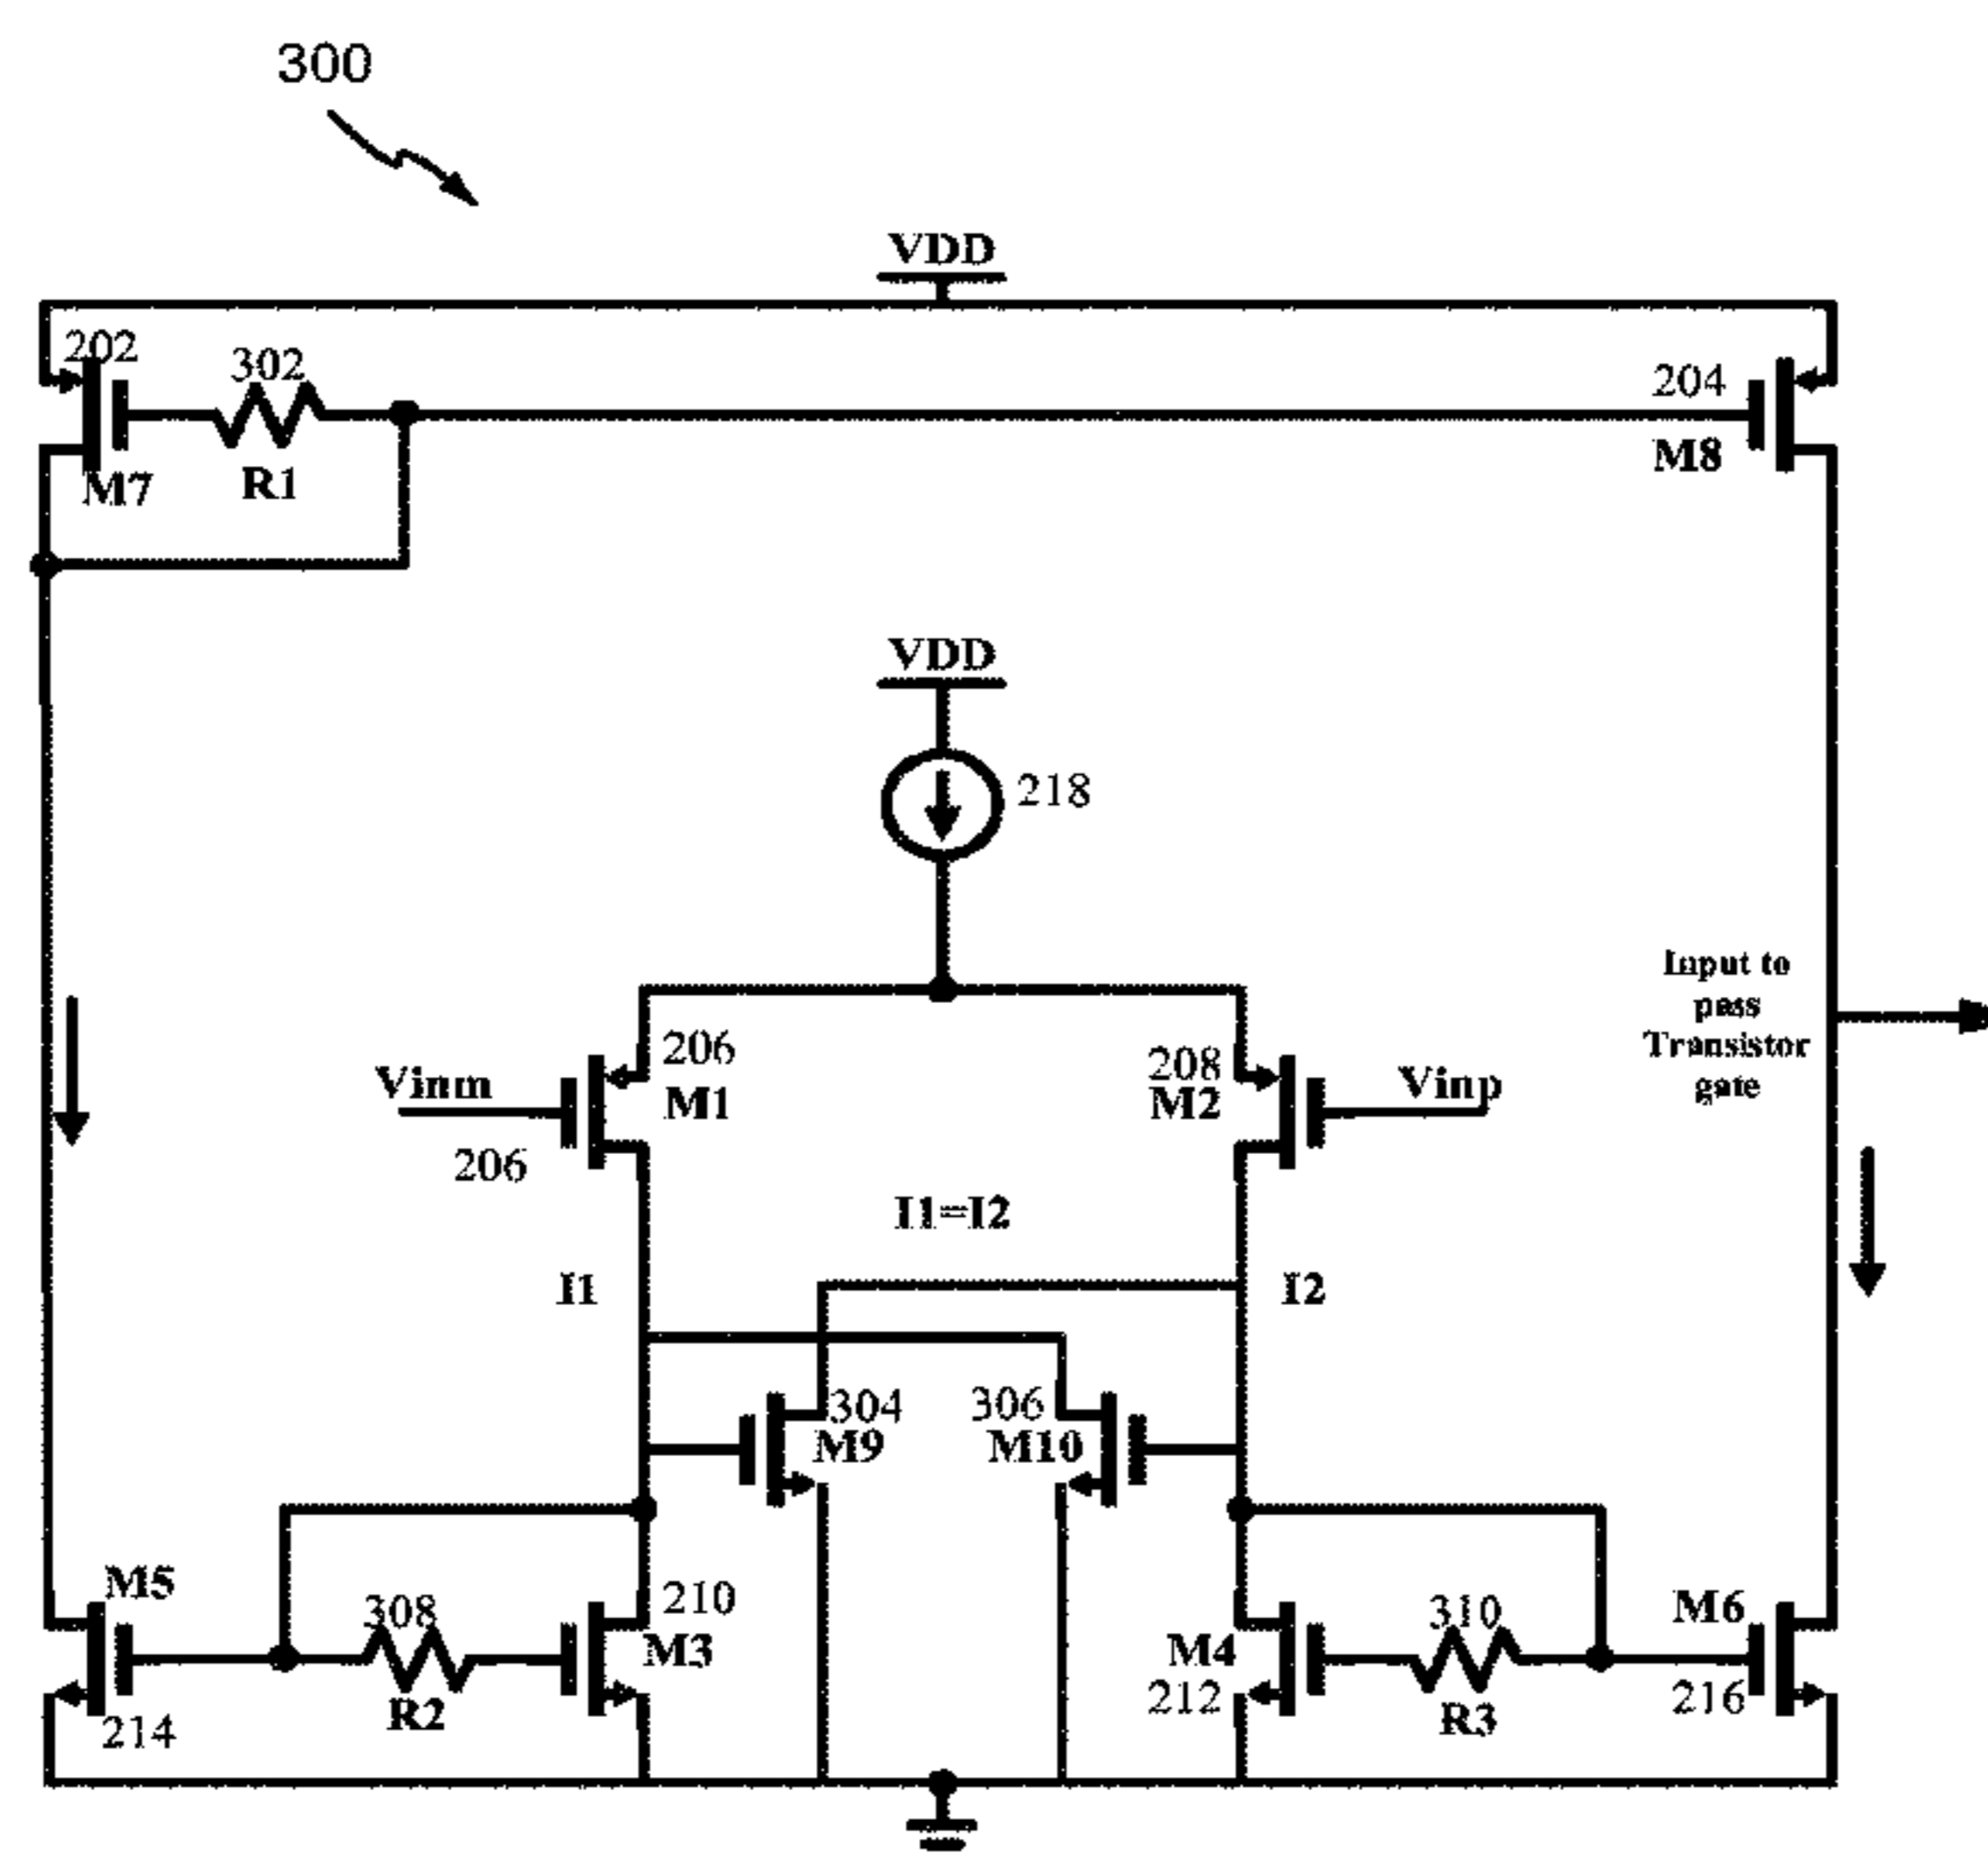 300
VDD
202
302
204
M7
R1
M8
VDD
218
Input to
pass
Transistor
gate
206
208
Vinm
M1
M2
Vinp
206
I1=I2
I1
I2
304
306
M9
M10
M5
308
210
310
M6
M3
M4
214
R2
212
R3
216